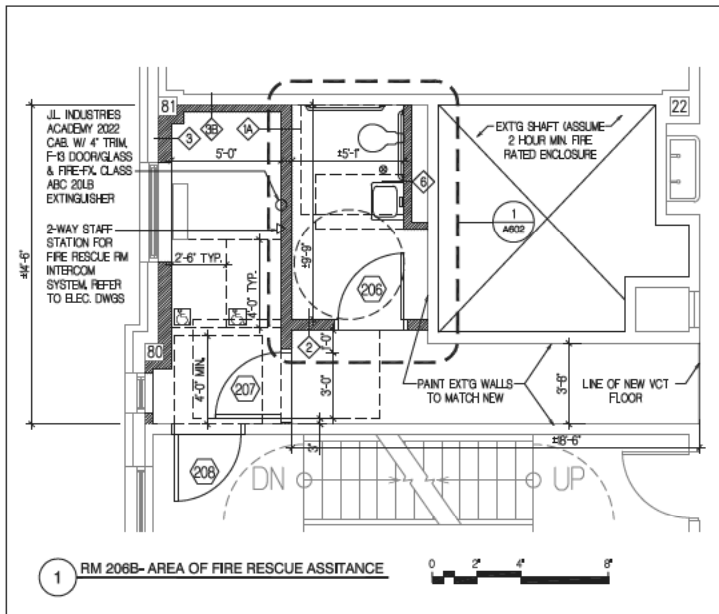 81
22
J.L. INDUSTRIES
ACADEMY 2022
CAB. W/ 4" TRIM,
F-13 DOOR/GLASS
& FIRE-FX. CLASS
ABC 20LB
EXTINGUISHER
3
3B
1A
5'-0"
±5'-1"
EXT'G SHAFT (ASSUME
2 HOUR MIN. FIRE
RATED ENCLOSURE
6
1
A602
±14'-6"
2-WAY STAFF
STATION FOR
FIRE RESCUE RM
INTERCOM
SYSTEM, REFER
TO ELEC. DWGS
2'-6" TYP.
4'-0" TYP.
±9'-9"
206
80
4'-0" MIN.
207
2
1'-0"
3'-0"
3"
PAINT EXT'G WALLS
TO MATCH NEW
3'-8"
LINE OF NEW VCT
FLOOR
±18'-6"
208
DN
UP
1
RM 206B- AREA OF FIRE RESCUE ASSITANCE
0 2' 4' 8'